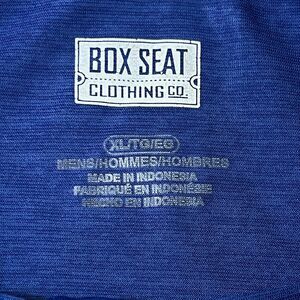 BOX SEAT
CLOTHING CO.
XL/TG/EG
MENS/HOMMES/HOMBRES
MADE IN INDONESIA
FABRIQUÉ EN INDONÉSIE
HECHO EN INDONESIA